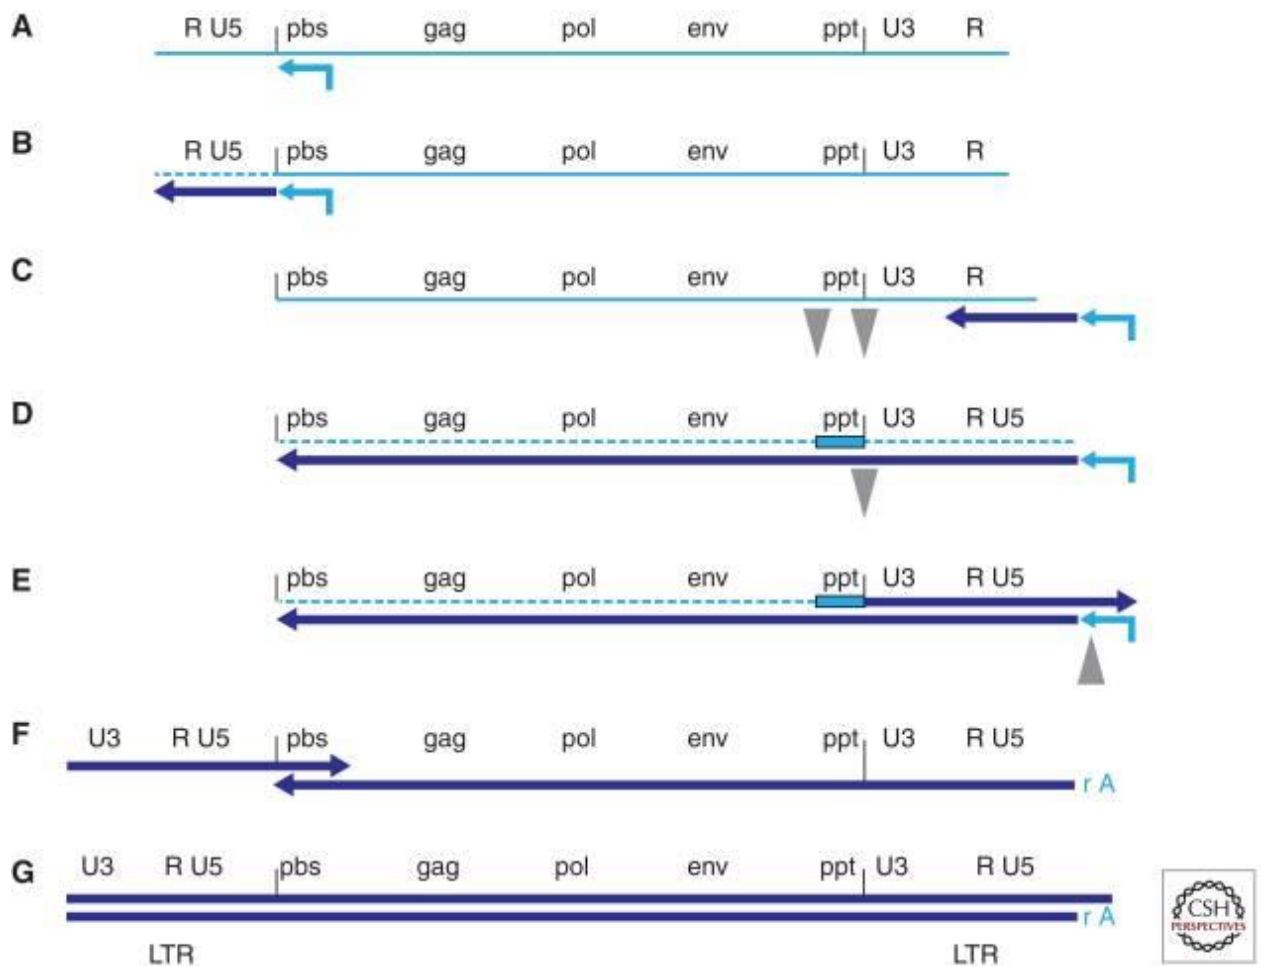 A R U5 pbs gag pol env ppt U3 R
B R U5 pbs gag pol env ppt U3 R
C pbs gag pol env ppt U3 R
D pbs gag pol env ppt U3 R U5
E pbs gag pol env ppt U3 R U5
F U3 R U5 pbs gag pol env ppt U3 R U5
r A
G U3 R U5 pbs gag pol env ppt U3 R U5
r A
LTR LTR
CSH
PERSPECTIVES